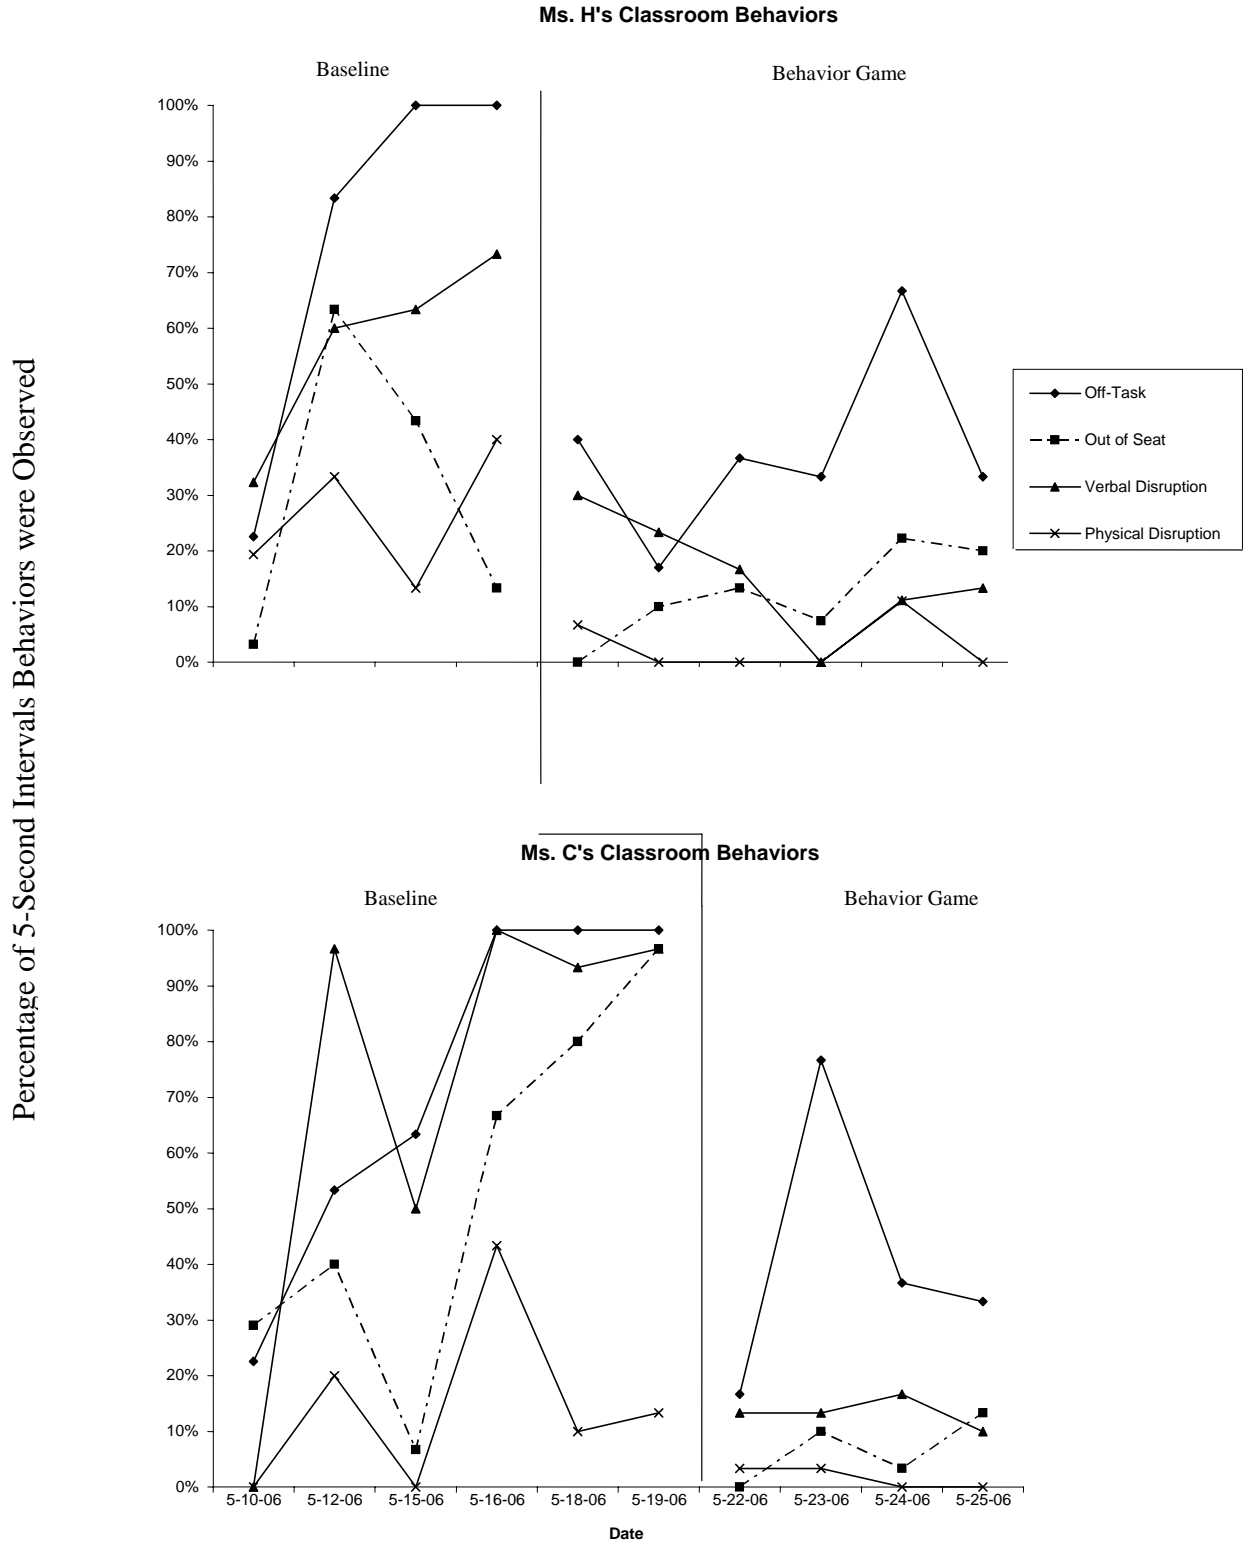 Ms. H's Classroom Behaviors
Baseline
Behavior Game
100%
90%
80%
70%
60%
50%
40%
30%
20%
10%
0%
Off-Task
Out of Seat
Verbal Disruption
Physical Disruption
Percentage of 5-Second Intervals Behaviors were Observed
Ms. C's Classroom Behaviors
Baseline
Behavior Game
100%
90%
80%
70%
60%
50%
40%
30%
20%
10%
0%
5-10-06 5-12-06 5-15-06 5-16-06 5-18-06 5-19-06 5-22-06 5-23-06 5-24-06 5-25-06
Date